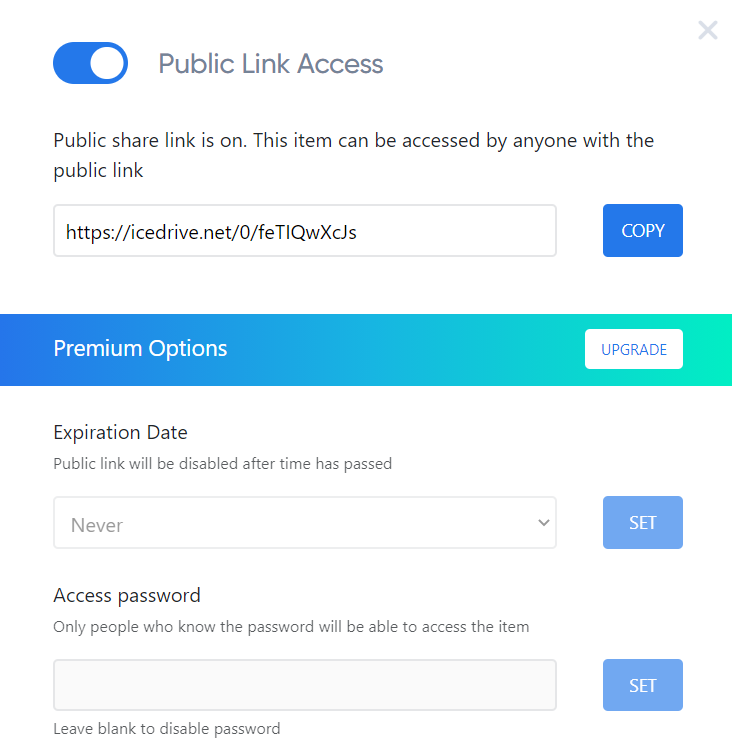 Public Link Access
Public share link is on. This item can be accessed by anyone with the
public link
https://icedrive.net/0/feTIQwXcJs
COPY
Premium Options
UPGRADE
Expiration Date
Public link will be disabled after time has passed
Never
SET
Access password
Only people who know the password will be able to access the item
SET
Leave blank to disable password